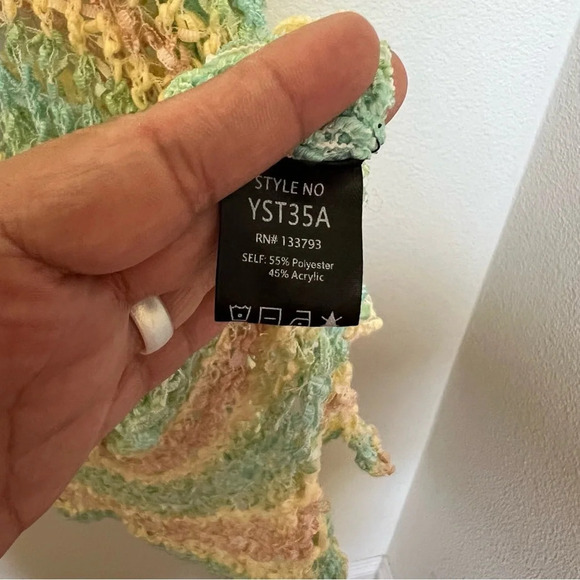 STYLE NO
YST35A
RN# 133793
SELF: 55% Polyester
45% Acrylic